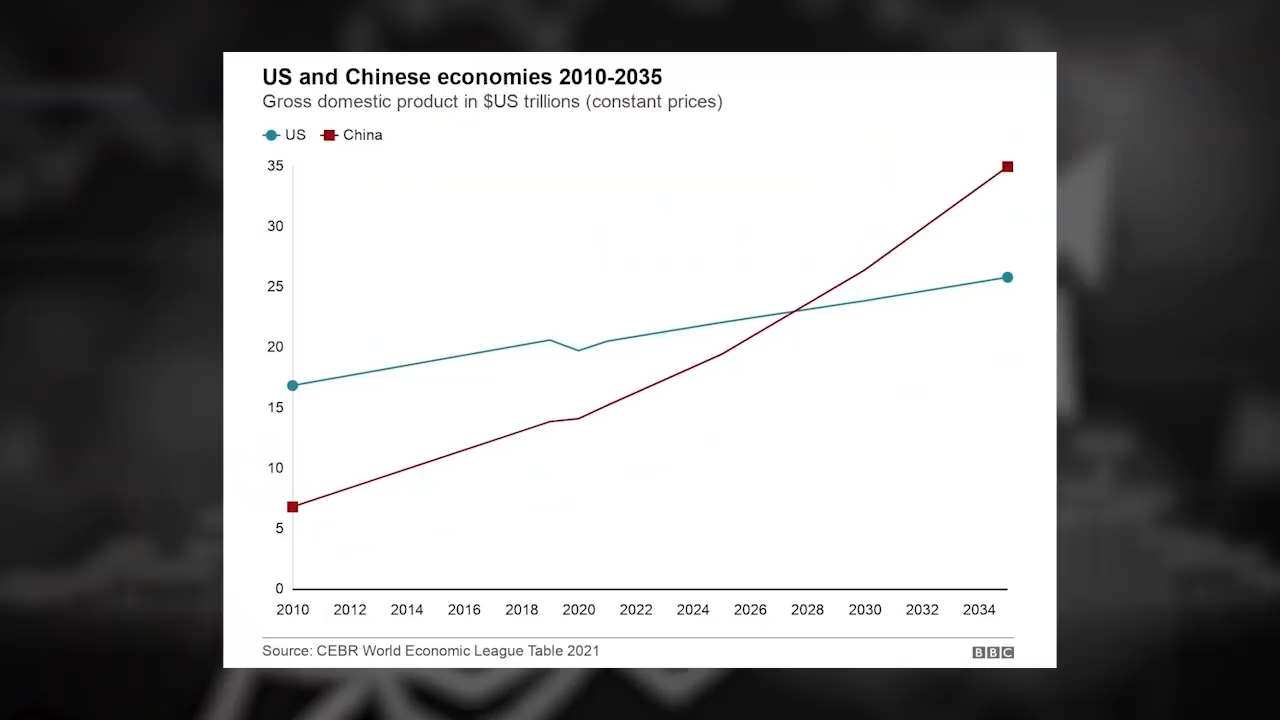 US and Chinese economies 2010-2035
Gross domestic product in $US trillions (constant prices)
US China
35
30
25
20
15
10
5
0
2010 2012 2014 2016 2018 2020 2022 2024 2026 2028 2030 2032 2034
Source: CEBR World Economic League Table 2021 BBC